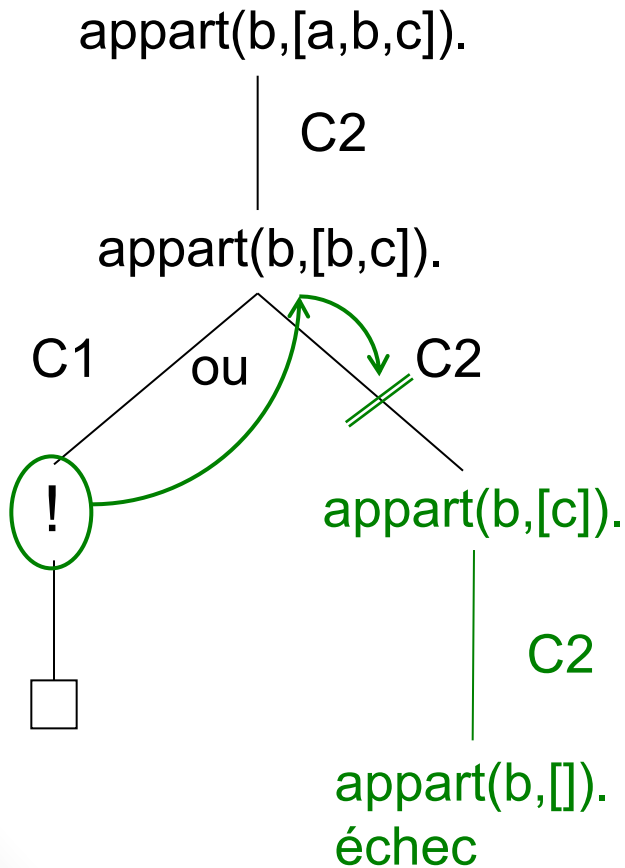 appart(b,[a,b,c]).
C2
appart(b,[b,c]).
C1 ou C2
!
appart(b,[c]).
C2
appart(b,[]).
échec